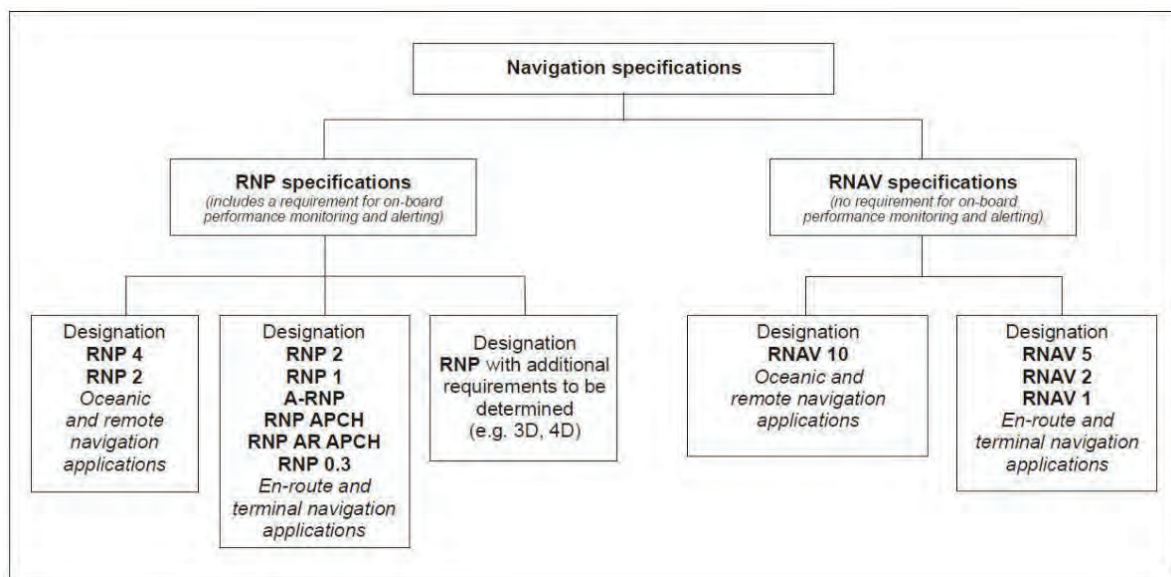 Navigation specifications
RNP specifications
(includes a requirement for on-board
performance monitoring and alerting)
RNAV specifications
(no requirement for on-board
performance monitoring and alerting)
Designation
RNP 4
RNP 2
Oceanic
and remote
navigation
applications
Designation
RNP 2
RNP 1
A-RNP
RNP APCH
RNP AR APCH
RNP 0.3
En-route and
terminal navigation
applications
Designation
RNP with additional
requirements to be
determined
(e.g. 3D, 4D)
Designation
RNAV 10
Oceanic and
remote navigation
applications
Designation
RNAV 5
RNAV 2
RNAV 1
En-route and
terminal navigation
applications